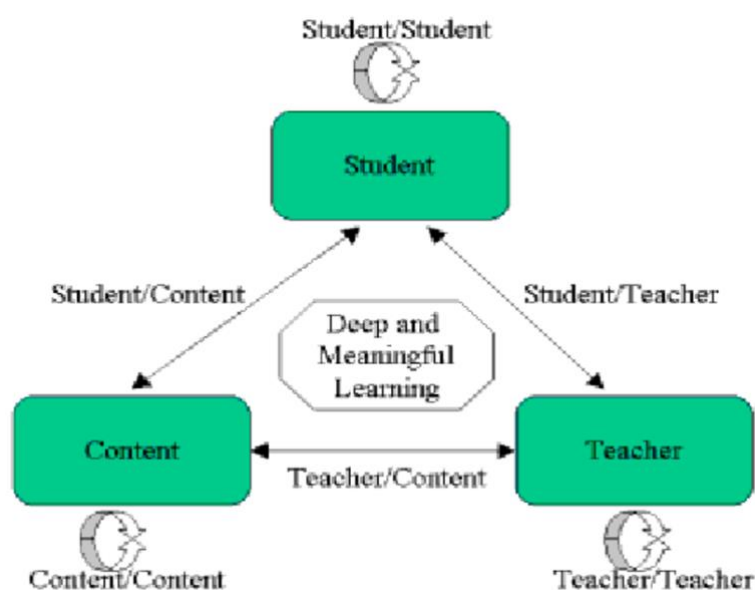 Student/Student
Student
Student/Content
Student/Teacher
Deep and
Meaningful
Learning
Content
Teacher
Teacher/Content
Content/Content
Teacher/Teacher